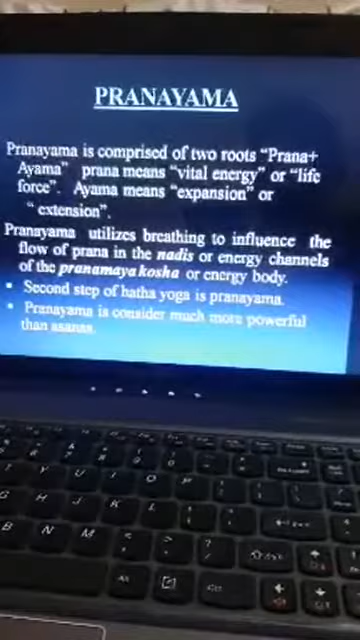 PRANAYAMA
Pranayama is comprised of two roots “Prana+
Ayama” prana means “vital energy” or “life
force”. Ayama means “expansion” or
“ extension”.
Pranayama utilizes breathing to influence the
flow of prana in the nadis or energy channels
of the pranamaya kosha or energy body.
• Second step of hatha yoga is pranayama.
• Pranayama is consider much more powerful
than asanas.
Y U I O P
G H J K L
B N M
Alt